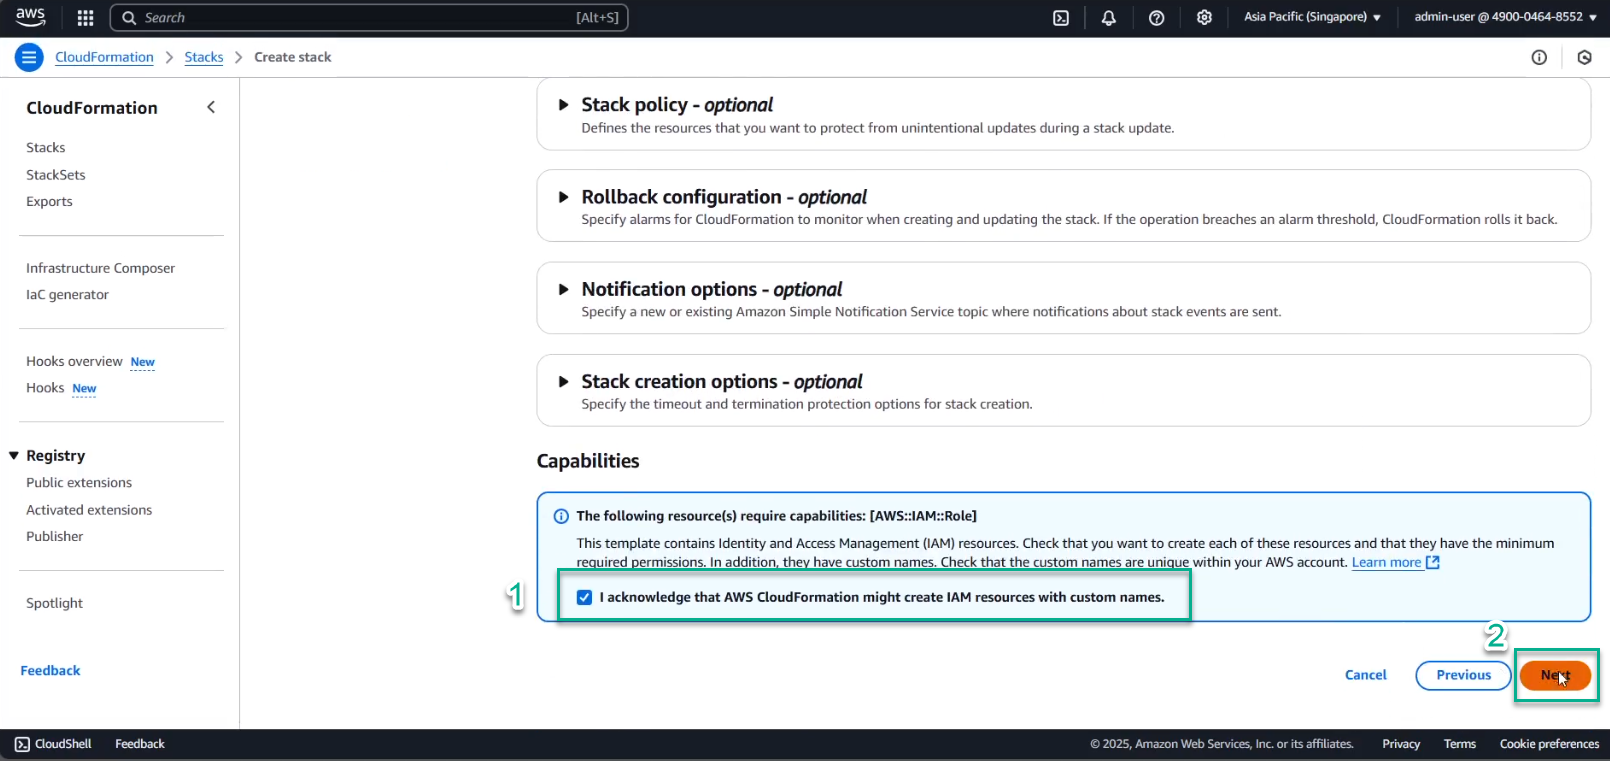 aws
Search [Alt+S]
Asia Pacific (Singapore) ▼
admin-user @ 4900-0464-8552 ▼
CloudFormation > Stacks > Create stack
CloudFormation
Stacks
StackSets
Exports
Infrastructure Composer
IaC generator
Hooks overview New
Hooks New
Registry
Public extensions
Activated extensions
Publisher
Spotlight
Feedback
Stack policy - optional
Defines the resources that you want to protect from unintentional updates during a stack update.
Rollback configuration - optional
Specify alarms for CloudFormation to monitor when creating and updating the stack. If the operation breaches an alarm threshold, CloudFormation rolls it back.
Notification options - optional
Specify a new or existing Amazon Simple Notification Service topic where notifications about stack events are sent.
Stack creation options - optional
Specify the timeout and termination protection options for stack creation.
Capabilities
The following resource(s) require capabilities: [AWS::IAM::Role]
This template contains Identity and Access Management (IAM) resources. Check that you want to create each of these resources and that they have the minimum
required permissions. In addition, they have custom names. Check that the custom names are unique within your AWS account. Learn more
1
I acknowledge that AWS CloudFormation might create IAM resources with custom names.
2
Cancel
Previous
Next
CloudShell
Feedback
© 2025, Amazon Web Services, Inc. or its affiliates.
Privacy
Terms
Cookie preferences